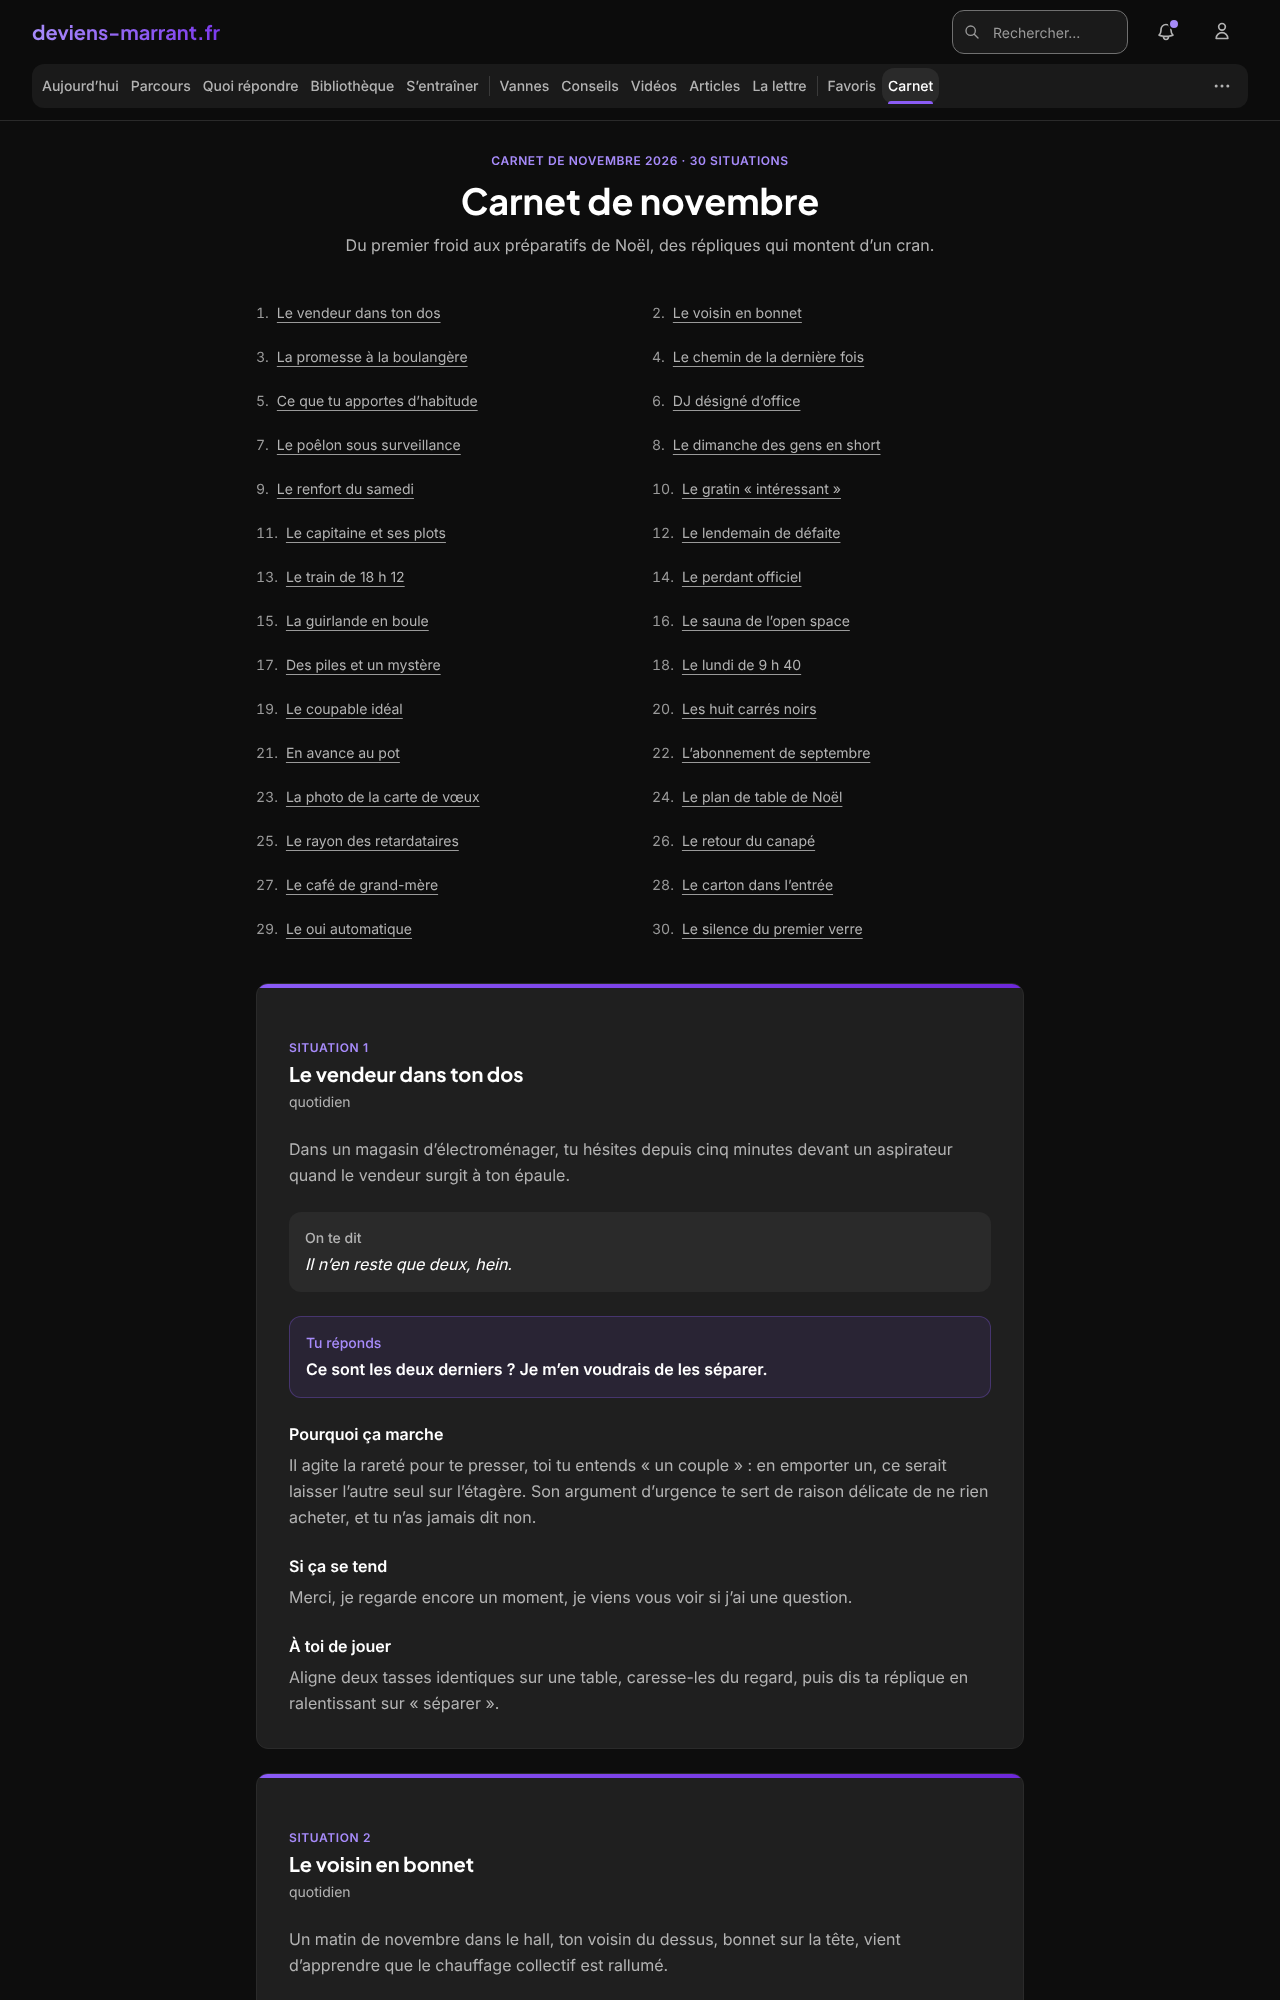 deviens-marrant.fr
Rechercher...
Aujourd’hui Parcours Quoi répondre Bibliothèque S’entraîner Vannes Conseils Vidéos Articles La lettre Favoris Carnet
CARNET DE NOVEMBRE 2026 · 30 SITUATIONS
Carnet de novembre
Du premier froid aux préparatifs de Noël, des répliques qui montent d’un cran.
1. Le vendeur dans ton dos
2. Le voisin en bonnet
3. La promesse à la boulangère
4. Le chemin de la dernière fois
5. Ce que tu apportes d’habitude
6. DJ désigné d’office
7. Le poêlon sous surveillance
8. Le dimanche des gens en short
9. Le renfort du samedi
10. Le gratin « intéressant »
11. Le capitaine et ses plots
12. Le lendemain de défaite
13. Le train de 18 h 12
14. Le perdant officiel
15. La guirlande en boule
16. Le sauna de l’open space
17. Des piles et un mystère
18. Le lundi de 9 h 40
19. Le coupable idéal
20. Les huit carrés noirs
21. En avance au pot
22. L’abonnement de septembre
23. La photo de la carte de vœux
24. Le plan de table de Noël
25. Le rayon des retardataires
26. Le retour du canapé
27. Le café de grand-mère
28. Le carton dans l’entrée
29. Le oui automatique
30. Le silence du premier verre
SITUATION 1
Le vendeur dans ton dos
quotidien
Dans un magasin d’électroménager, tu hésites depuis cinq minutes devant un aspirateur
quand le vendeur surgit à ton épaule.
On te dit
Il n’en reste que deux, hein.
Tu réponds
Ce sont les deux derniers ? Je m’en voudrais de les séparer.
Pourquoi ça marche
Il agite la rareté pour te presser, toi tu entends « un couple » : en emporter un, ce serait
laisser l’autre seul sur l’étagère. Son argument d’urgence te sert de raison délicate de ne rien
acheter, et tu n’as jamais dit non.
Si ça se tend
Merci, je regarde encore un moment, je viens vous voir si j’ai une question.
À toi de jouer
Aligne deux tasses identiques sur une table, caresse-les du regard, puis dis ta réplique en
ralentissant sur « séparer ».
SITUATION 2
Le voisin en bonnet
quotidien
Un matin de novembre dans le hall, ton voisin du dessus, bonnet sur la tête, vient
d’apprendre que le chauffage collectif est rallumé.